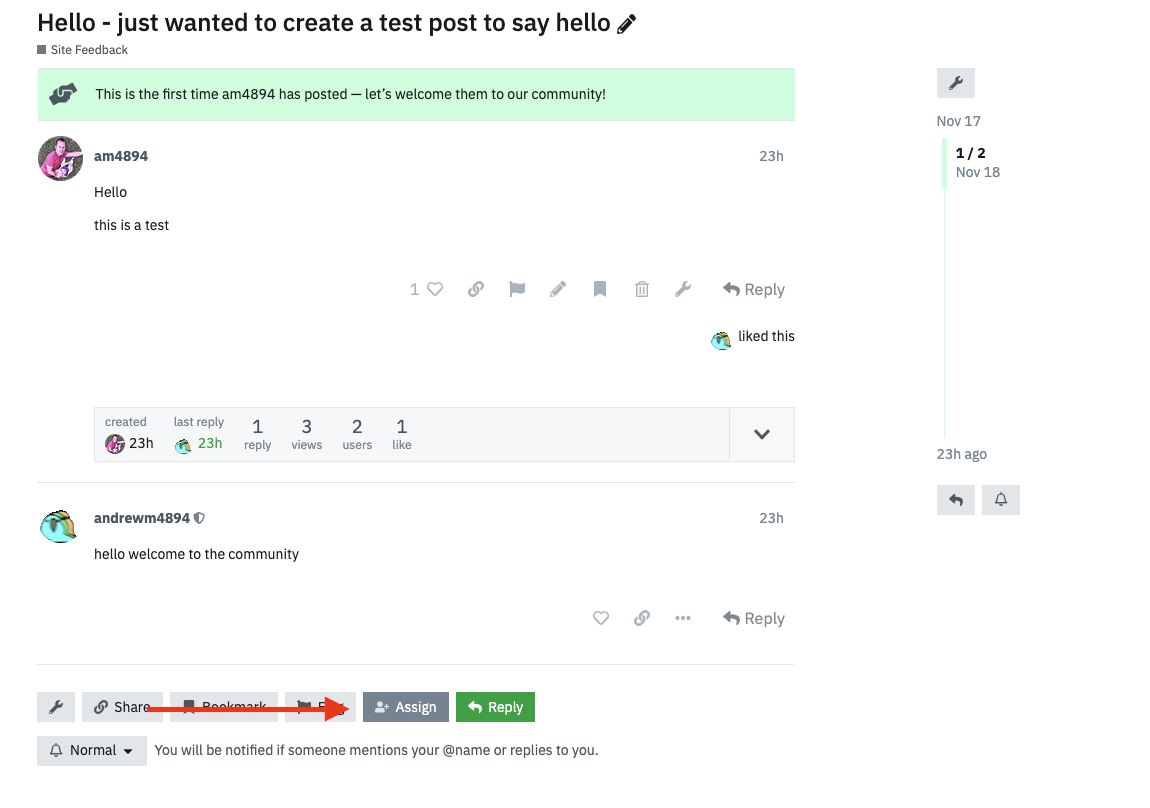 Hello - just wanted to create a test post to say hello
Site Feedback
This is the first time am4894 has posted — let’s welcome them to our community!
Nov 17
1 / 2
Nov 18
23h ago
am4894 23h
Hello
this is a test
1 Reply
liked this
created last reply 1 3 2 1
23h 23h reply views users like
andrewm4894 23h
hello welcome to the community
Reply
Share Bookmark Flag Assign Reply
Normal You will be notified if someone mentions your @name or replies to you.